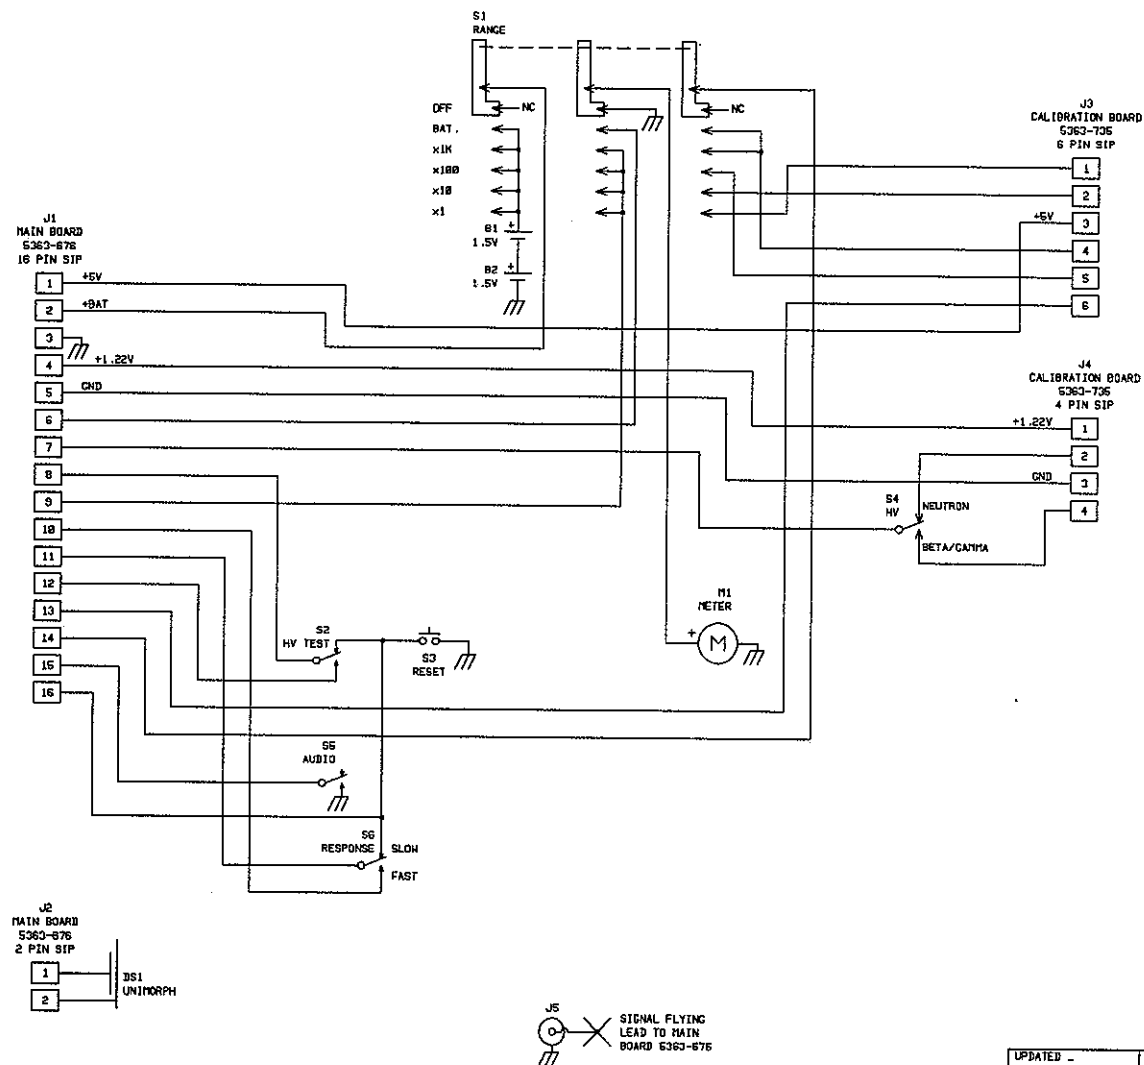 S1
RANGE
OFF
NC
NC
BAT.
x1K
x100
x10
x1
+
B1
1.5V
+
B2
1.5V
J3
CALIBRATION BOARD
5363-735
6 PIN SIP
1
2
+5V
3
4
5
6
J1
MAIN BOARD
5363-676
16 PIN SIP
1
+5V
2
+BAT
3
4
+1.22V
5
GND
6
7
8
9
10
11
12
13
14
15
16
J4
CALIBRATION BOARD
5363-735
4 PIN SIP
+1.22V
1
2
GND
3
4
S4
HV
NEUTRON
BETA/GAMMA
M1
METER
+
M
S2
HV TEST
S3
RESET
S5
AUDIO
S6
RESPONSE
SLOW
FAST
J2
MAIN BOARD
5363-676
2 PIN SIP
1
2
DS1
UNIMORPH
J5
SIGNAL FLYING
LEAD TO MAIN
BOARD 5363-676
UPDATED -